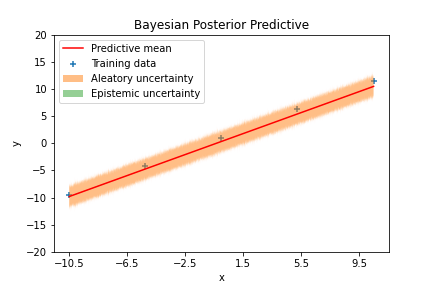 Bayesian Posterior Predictive
Predictive mean
Training data
Aleatory uncertainty
Epistemic uncertainty
20
15
10
5
0
−5
−10
−15
−20
y
−10.5 −6.5 −2.5 1.5 5.5 9.5
x